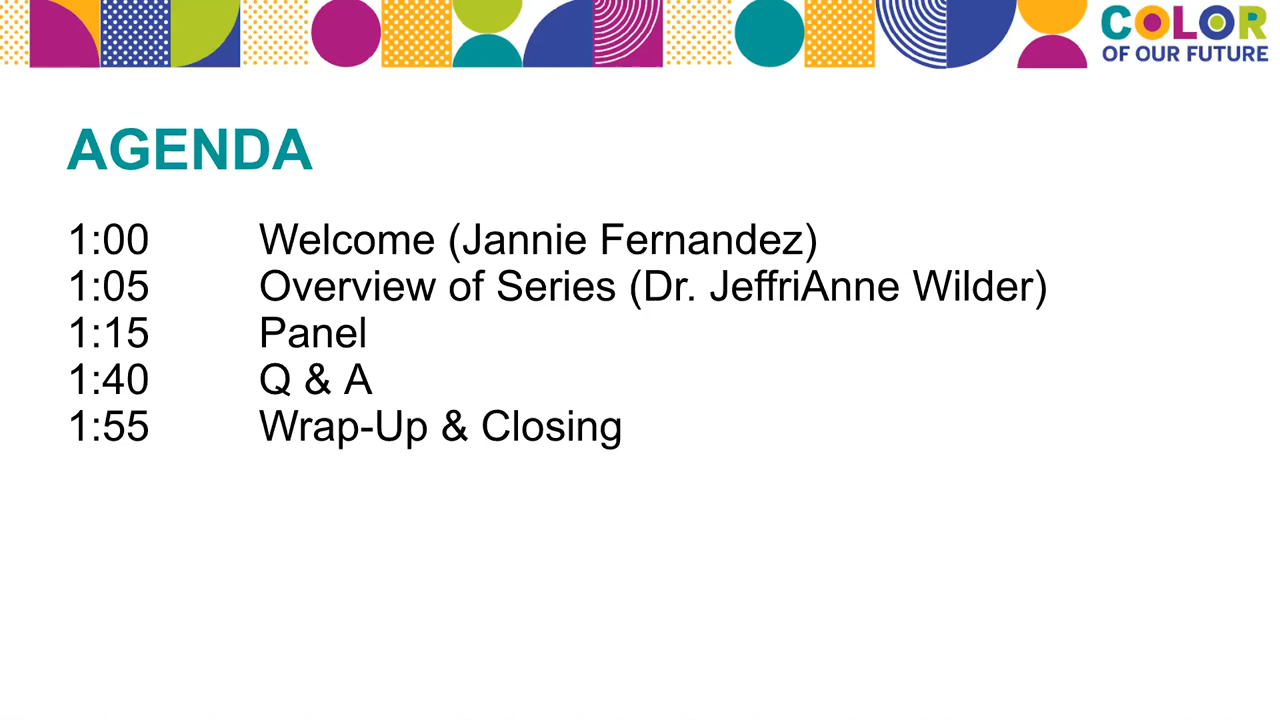 COLOR
OF OUR FUTURE
AGENDA
1:00 Welcome (Jannie Fernandez)
1:05 Overview of Series (Dr. JeffriAnne Wilder)
1:15 Panel
1:40 Q & A
1:55 Wrap-Up & Closing